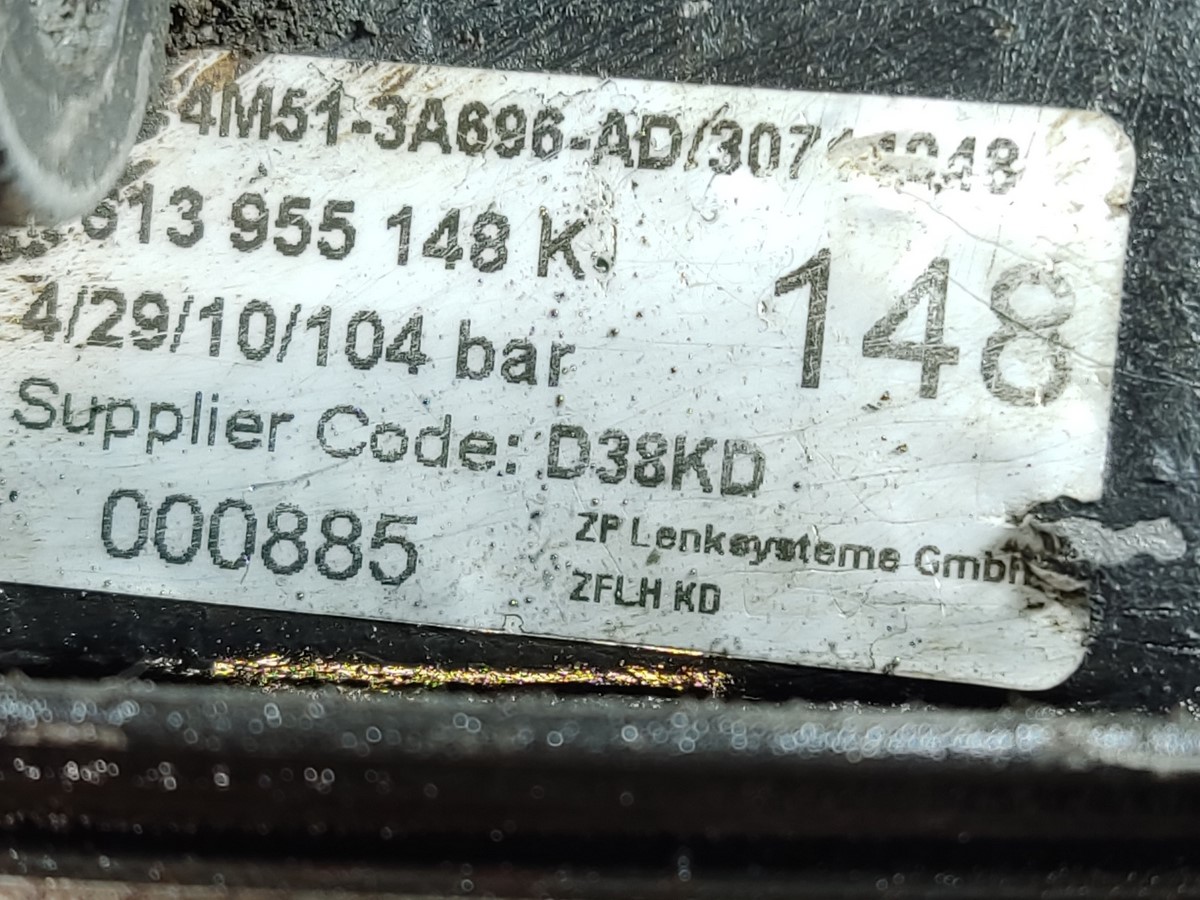 4M51-3A696-AD/
613 955 148 K
148
4/29/10/104 bar
Supplier Code: D38KD
000885
ZF Lenksysteme GmbH
ZFLH KD